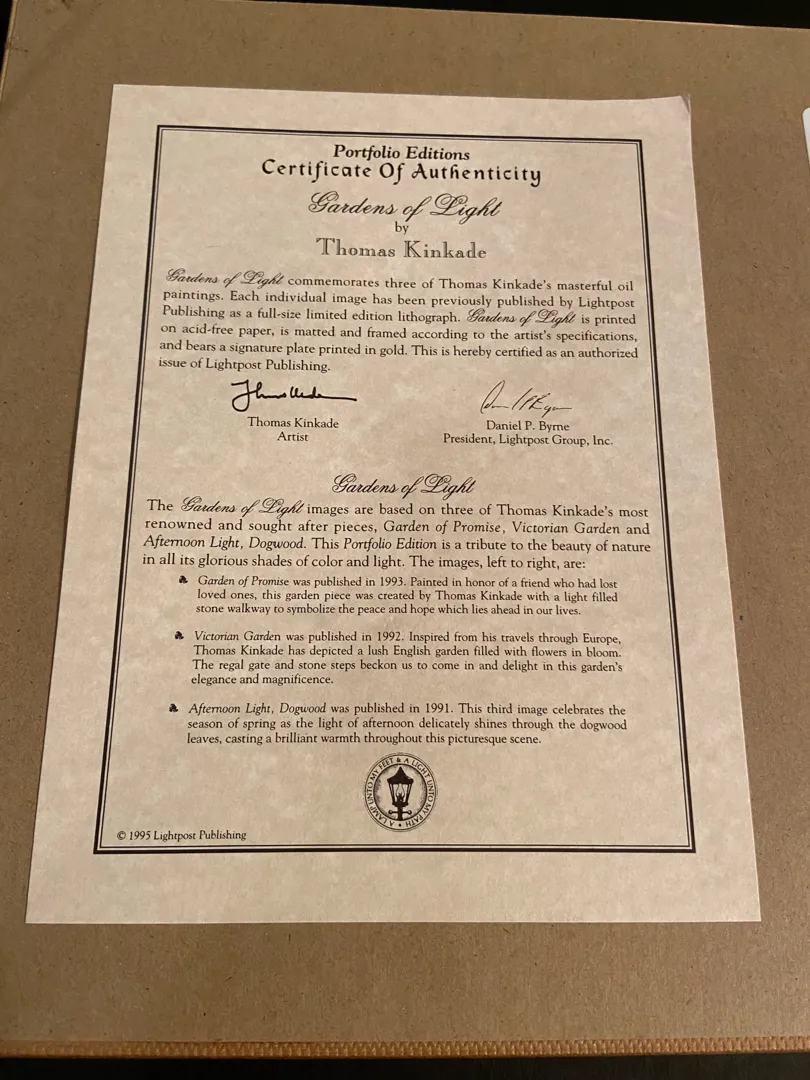 Portfolio Editions
Certificate Of Authenticity
Gardens of Light
by
Thomas Kinkade
Gardens of Light commemorates three of Thomas Kinkade's masterful oil
paintings. Each individual image has been previously published by Lightpost
Publishing as a full-size limited edition lithograph. Gardens of Light is printed
on acid-free paper, is matted and framed according to the artist's specifications,
and bears a signature plate printed in gold. This is hereby certified as an authorized
issue of Lightpost Publishing.
Thomas Kinkade
Artist
Daniel P. Byrne
President, Lightpost Group, Inc.
Gardens of Light
The Gardens of Light images are based on three of Thomas Kinkade's most
renowned and sought after pieces, Garden of Promise, Victorian Garden and
Afternoon Light, Dogwood. This Portfolio Edition is a tribute to the beauty of nature
in all its glorious shades of color and light. The images, left to right, are:
Garden of Promise was published in 1993. Painted in honor of a friend who had lost
loved ones, this garden piece was created by Thomas Kinkade with a light filled
stone walkway to symbolize the peace and hope which lies ahead in our lives.
Victorian Garden was published in 1992. Inspired from his travels through Europe,
Thomas Kinkade has depicted a lush English garden filled with flowers in bloom.
The regal gate and stone steps beckon us to come in and delight in this garden's
elegance and magnificence.
Afternoon Light, Dogwood was published in 1991. This third image celebrates the
season of spring as the light of afternoon delicately shines through the dogwood
leaves, casting a brilliant warmth throughout this picturesque scene.
A LAMP UNTO MY FEET & A LIGHT UNTO MY PATH
© 1995 Lightpost Publishing